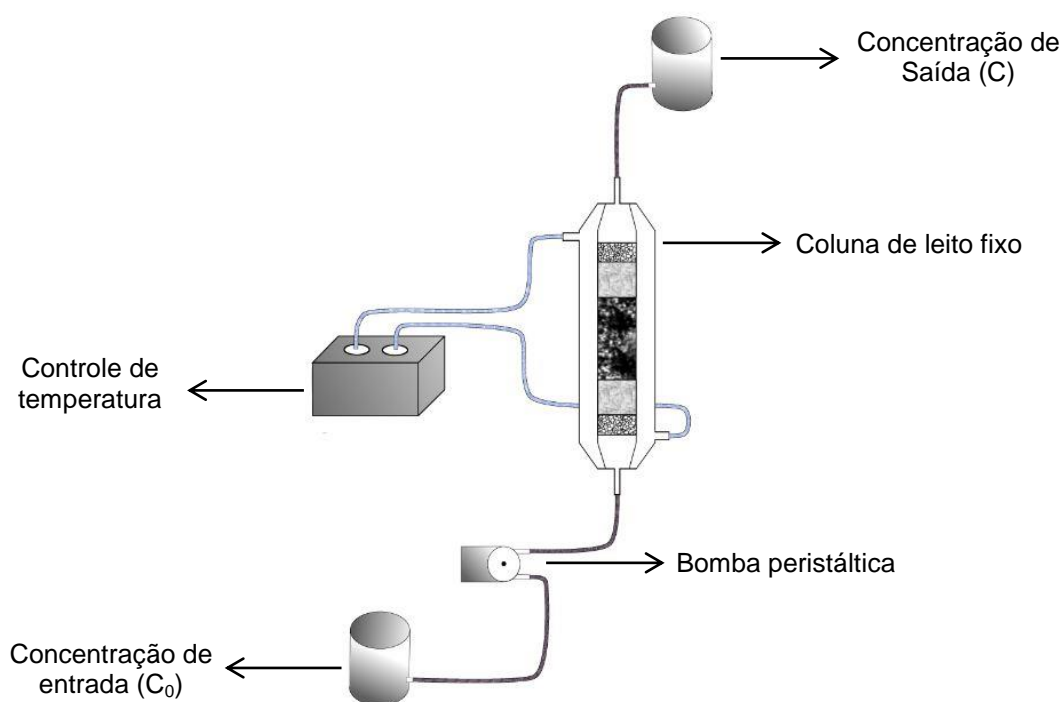 Concentração de
Saída (C)
Coluna de leito fixo
Controle de
temperatura
Bomba peristáltica
Concentração de
entrada (C₀)